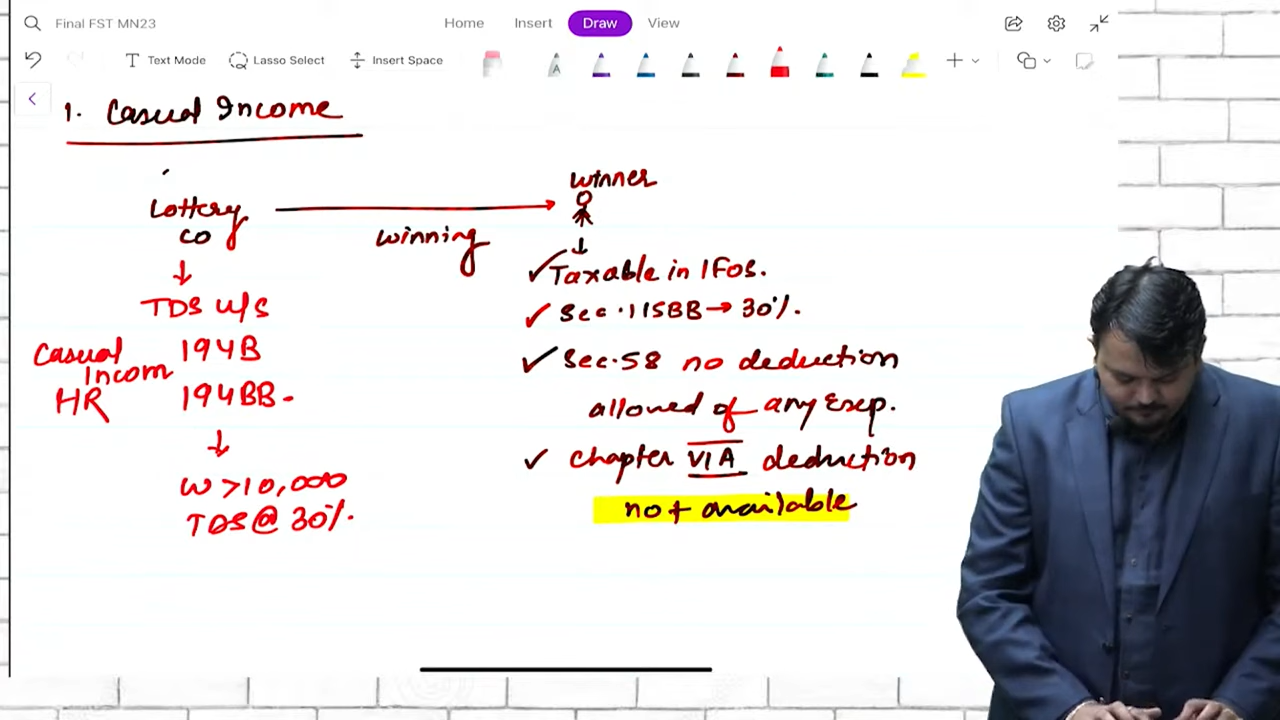 Final FST MN23
Home Insert Draw View
Text Mode Lasso Select Insert Space
1. Casual Income
Lottery
co
winning
winner
TDS u/s
Casual
Incom
194B
HR
194BB.
W > 10,000
TDS @ 30%.
Taxable in IFOS.
Sec. 115BB → 30%.
Sec. 58 no deduction
allowed of any Exp.
chapter VIA deduction
not available